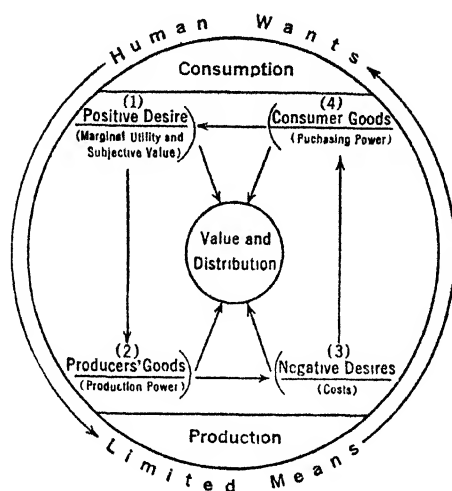 Human Wants
Consumption
(1)
Positive Desire
(Marginal Utility and
Subjective Value)
(4)
Consumer Goods
(Puchasing Power)
Value and
Distribution
(2)
Producers' Goods
(Production Power)
(3)
Negative Desires
(Costs)
Production
Limited Means